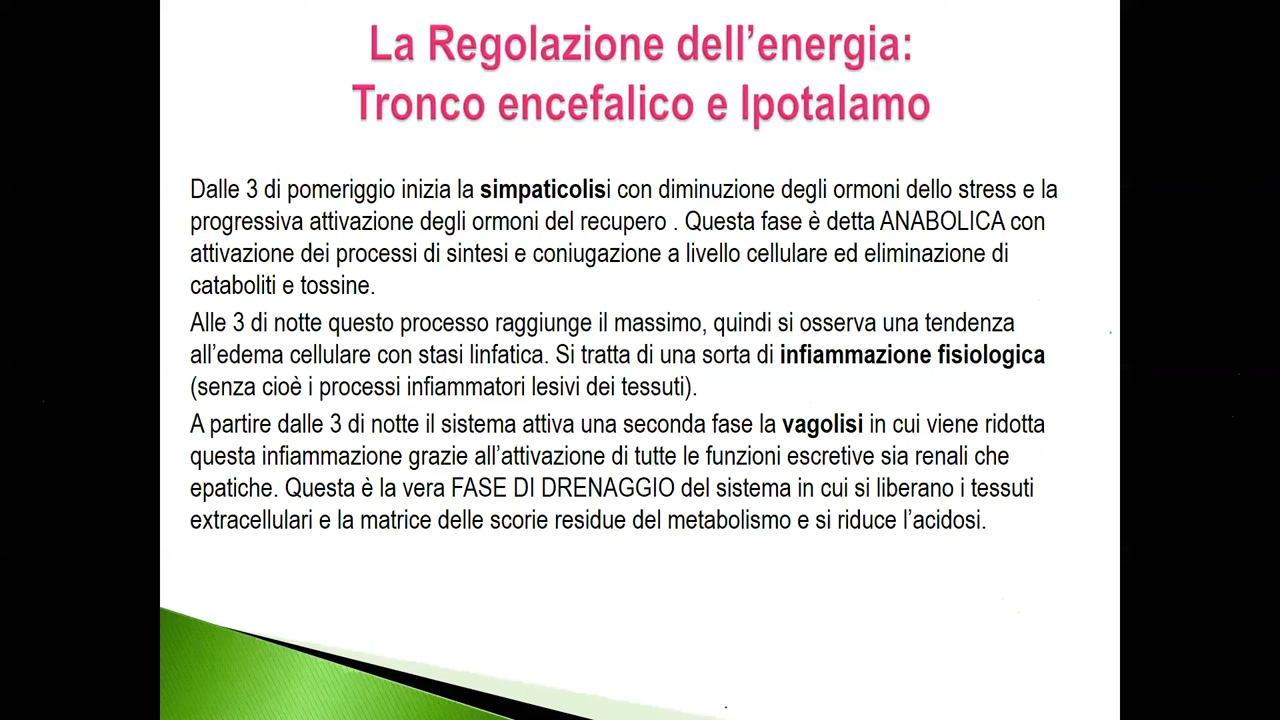 La Regolazione dell’energia:
Tronco encefalico e Ipotalamo
Dalle 3 di pomeriggio inizia la simpaticolisi con diminuzione degli ormoni dello stress e la
progressiva attivazione degli ormoni del recupero . Questa fase è detta ANABOLICA con
attivazione dei processi di sintesi e coniugazione a livello cellulare ed eliminazione di
cataboliti e tossine.
Alle 3 di notte questo processo raggiunge il massimo, quindi si osserva una tendenza
all’edema cellulare con stasi linfatica. Si tratta di una sorta di infiammazione fisiologica
(senza cioè i processi infiammatori lesivi dei tessuti).
A partire dalle 3 di notte il sistema attiva una seconda fase la vagolisi in cui viene ridotta
questa infiammazione grazie all’attivazione di tutte le funzioni escretive sia renali che
epatiche. Questa è la vera FASE DI DRENAGGIO del sistema in cui si liberano i tessuti
extracellulari e la matrice delle scorie residue del metabolismo e si riduce l’acidosi.